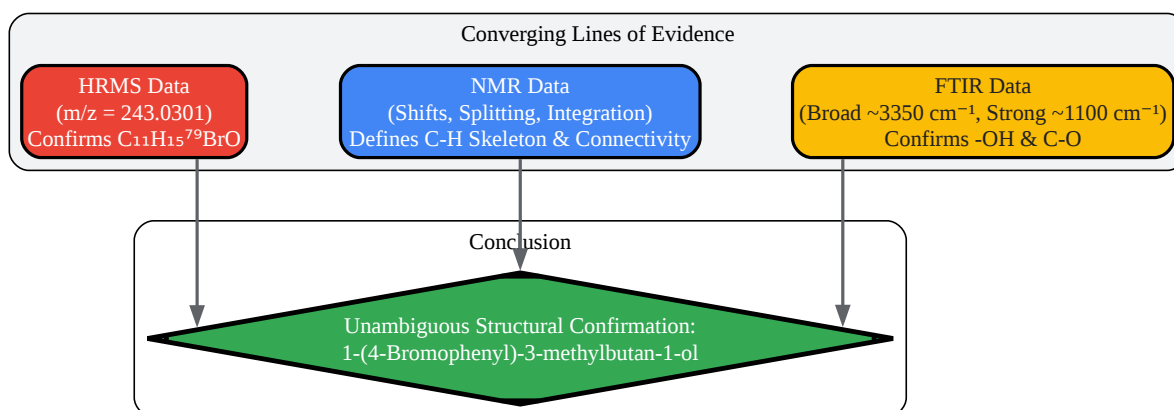 Converging Lines of Evidence
HRMS Data
(m/z = 243.0301)
Confirms C₁₁H₁₅⁷⁹BrO
NMR Data
(Shifts, Splitting, Integration)
Defines C-H Skeleton & Connectivity
FTIR Data
(Broad ~3350 cm⁻¹, Strong ~1100 cm⁻¹)
Confirms -OH & C-O
Conclusion
Unambiguous Structural Confirmation:
1-(4-Bromophenyl)-3-methylbutan-1-ol